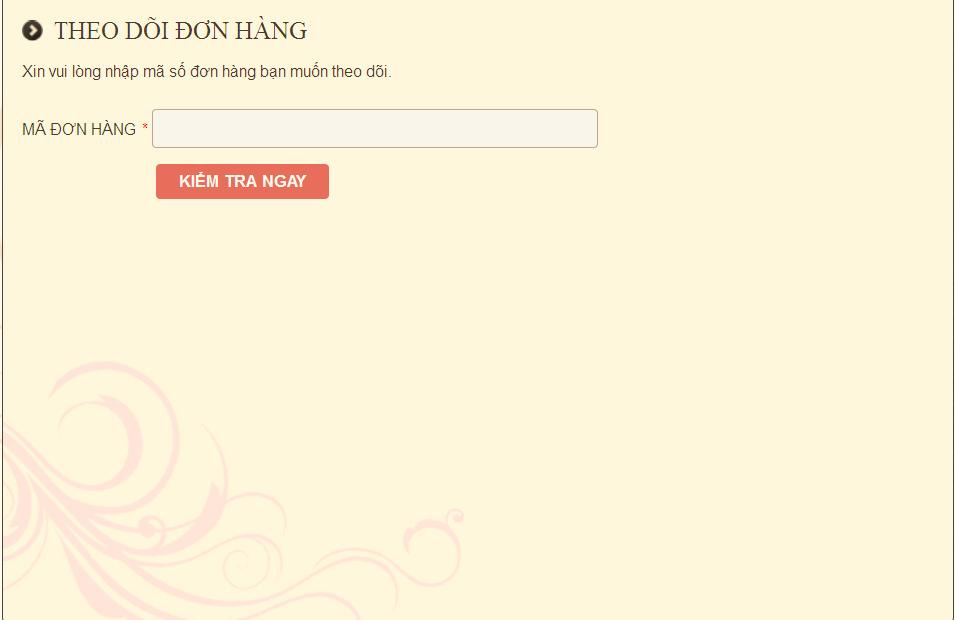 THEO DÕI ĐƠN HÀNG
Xin vui lòng nhập mã số đơn hàng bạn muốn theo dõi.
MÃ ĐƠN HÀNG *
KIỂM TRA NGAY